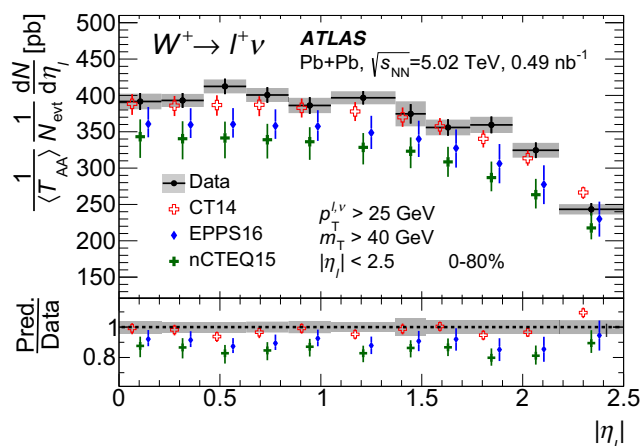 W⁺ → l⁺ν
ATLAS
Pb+Pb, √s_NN=5.02 TeV, 0.49 nb⁻¹
1/⟨T_AA⟩ 1/N_evt dN/dη_l [pb]
500
450
400
350
300
250
200
150
Data
CT14
EPPS16
nCTEQ15
p_T^{l,ν} > 25 GeV
m_T > 40 GeV
|η_l| < 2.5 0-80%
Pred.
Data
1
0.8
0 0.5 1 1.5 2 2.5
|η_l|